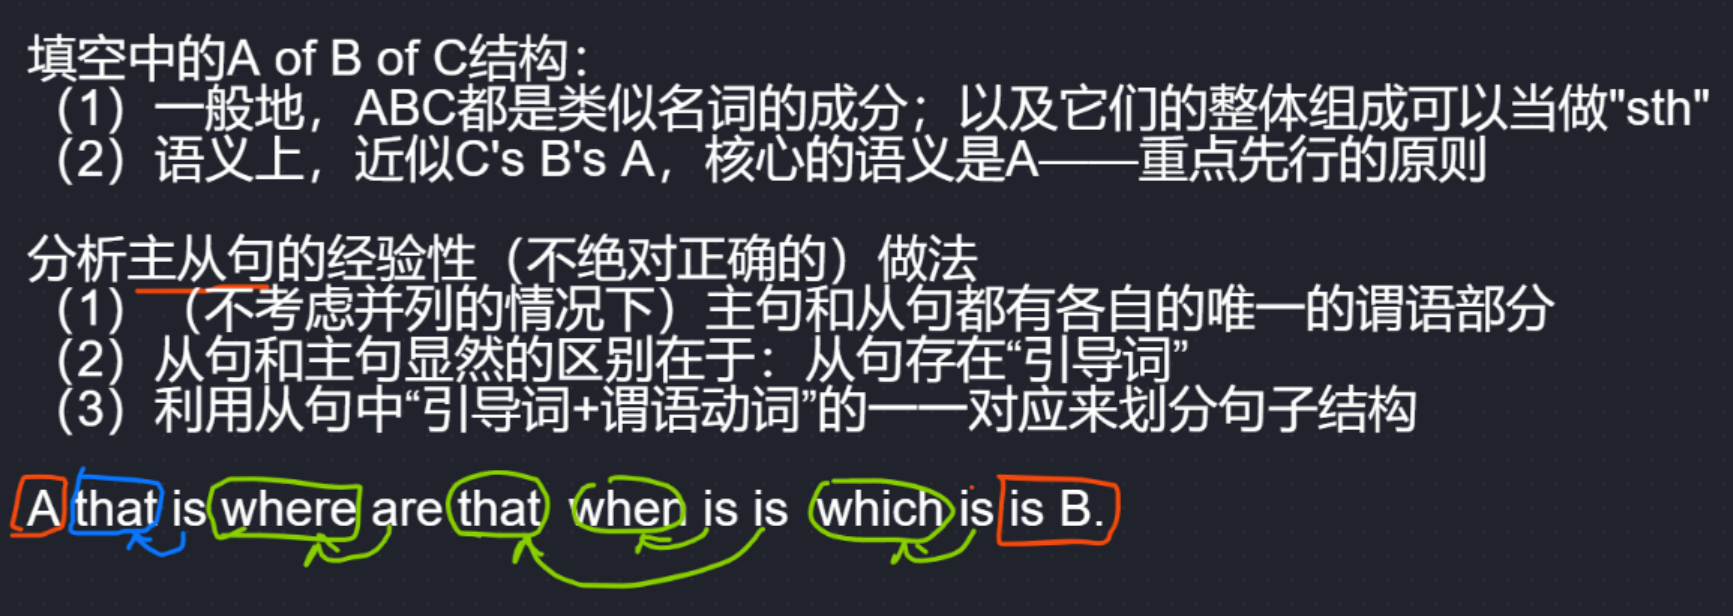 填空中的A of B of C结构：
（1）一般地，ABC都是类似名词的成分；以及它们的整体组成可以当做"sth"
（2）语义上，近似C's B's A，核心的语义是A——重点先行的原则
分析主从句的经验性（不绝对正确的）做法
（1）（不考虑并列的情况下）主句和从句都有各自的唯一的谓语部分
（2）从句和主句显然的区别在于：从句存在“引导词”
（3）利用从句中“引导词+谓语动词”的一一对应来划分句子结构
A that is where are that when is is which is is B.